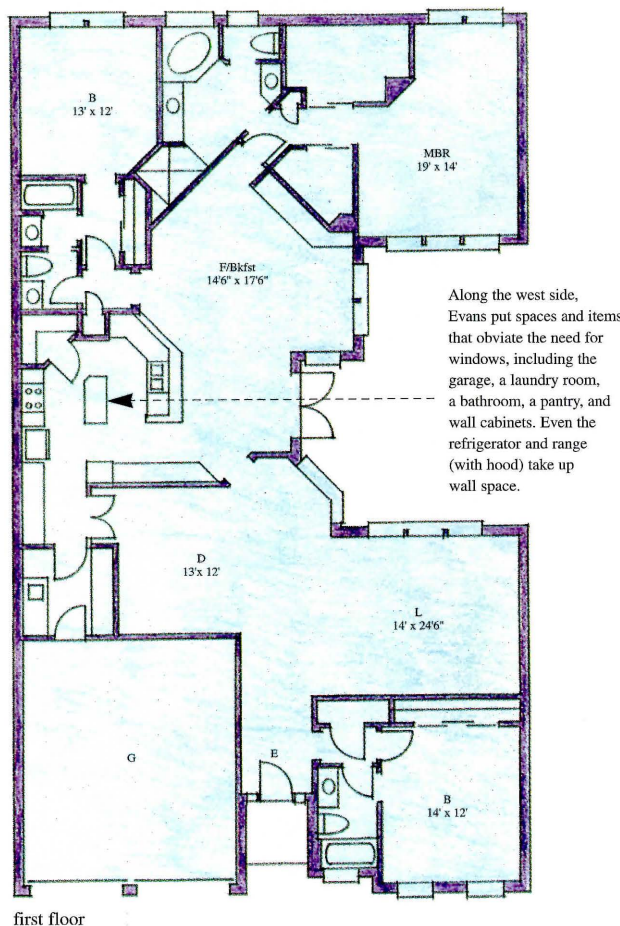 B
13' x 12'
MBR
19' x 14'
F/Bkfst
14'6" x 17'6"
Along the west side,
Evans put spaces and items
that obviate the need for
windows, including the
garage, a laundry room,
a bathroom, a pantry, and
wall cabinets. Even the
refrigerator and range
(with hood) take up
wall space.
D
13'x 12'
L
14' x 24'6"
G
E
B
14' x 12'
first floor